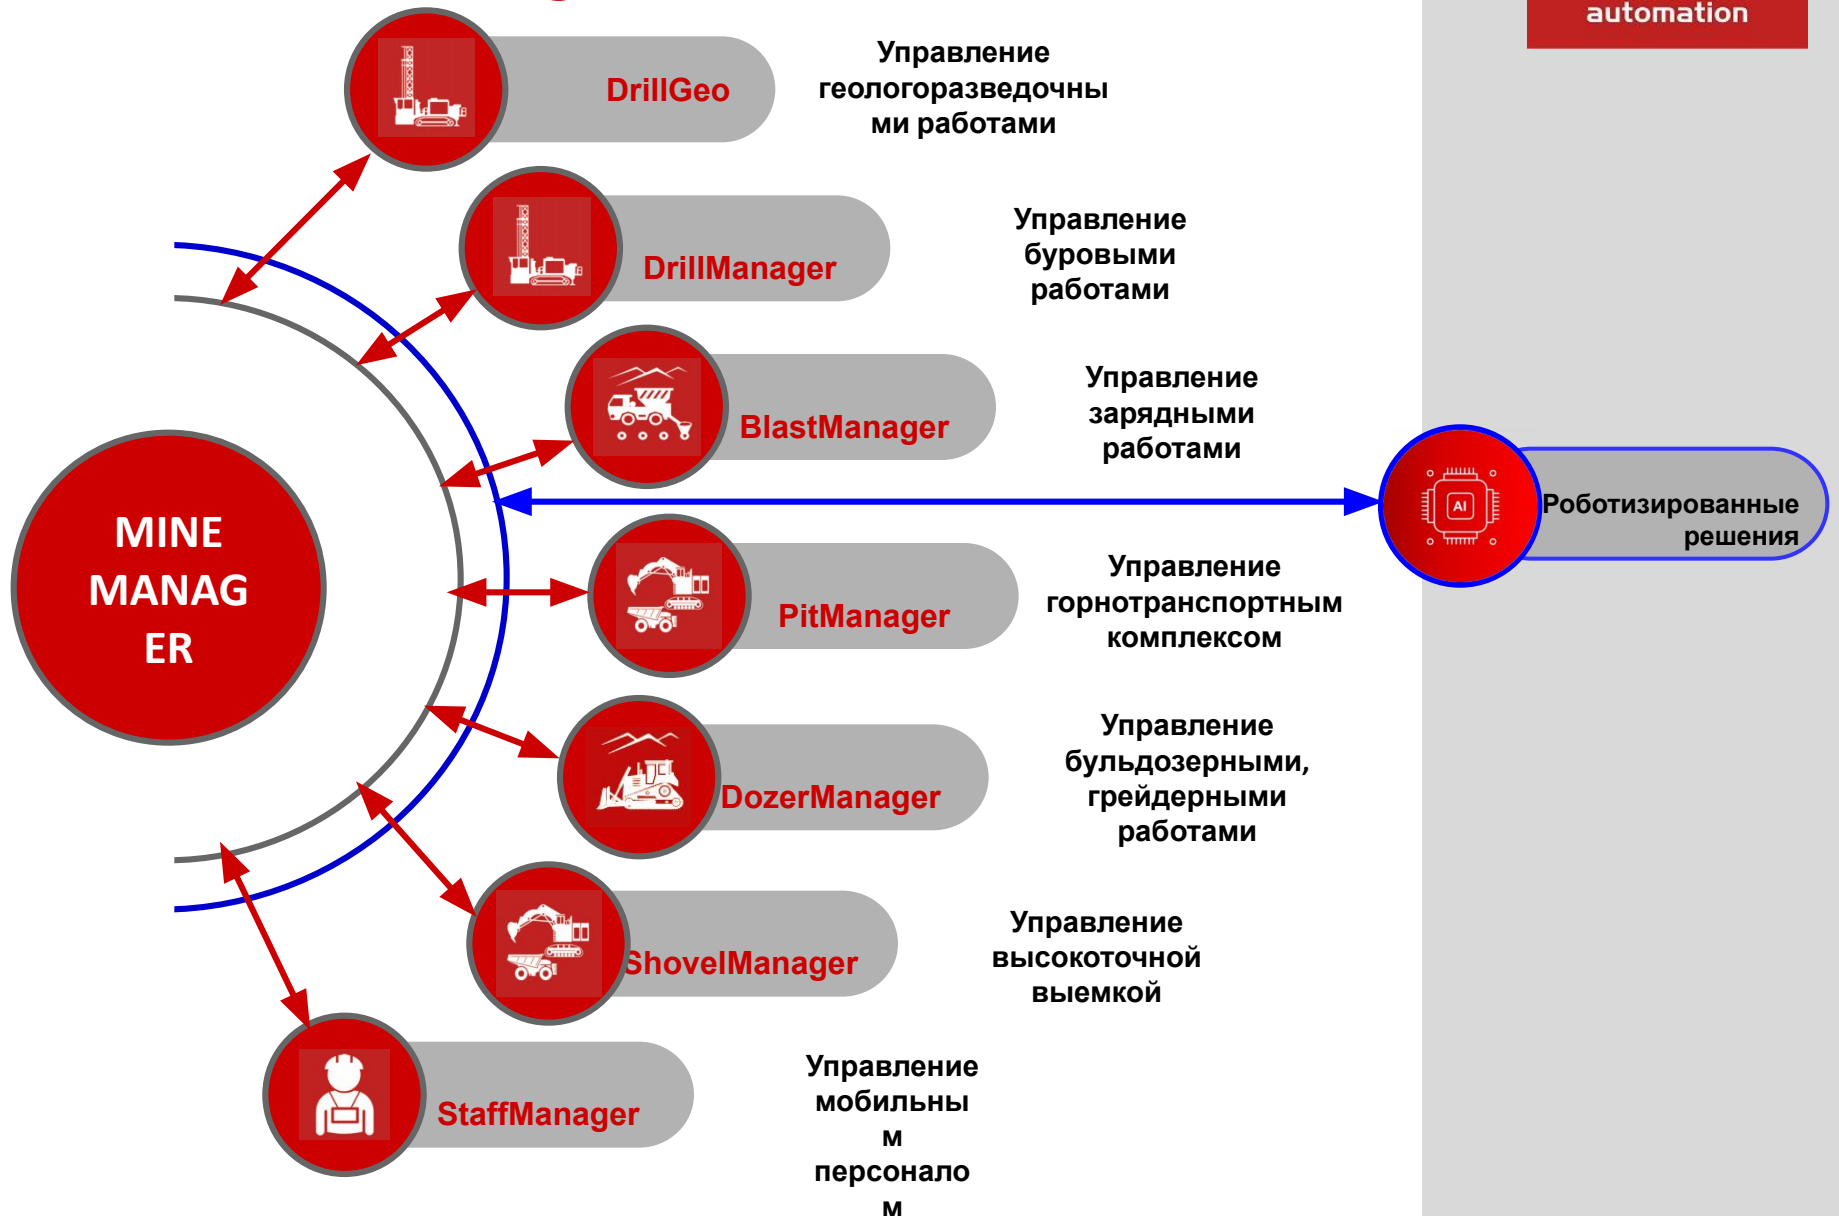 automation
DrillGeo
Управление
геологоразведочны
ми работами
DrillManager
Управление
буровыми
работами
BlastManager
Управление
зарядными
работами
MINE
MANAG
ER
AI
Роботизированные
решения
PitManager
Управление
горнотранспортным
комплексом
DozerManager
Управление
бульдозерными,
грейдерными
работами
ShovelManager
Управление
высокоточной
выемкой
StaffManager
Управление
мобильны
м
персонало
м